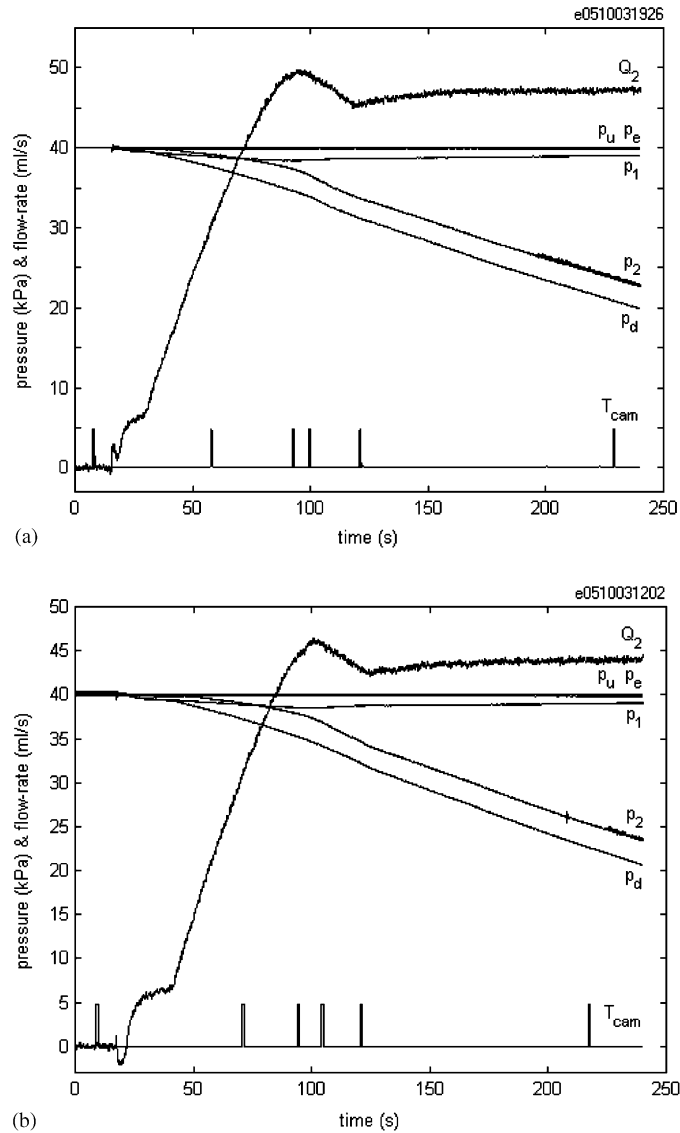 e0510031926
50
40
30
20
10
0
pressure (kPa) & flow-rate (ml/s)
Q2
pu pe
p1
p2
pd
Tcam
0 50 100 150 200 250
(a)
time (s)
e0510031202
50
45
40
35
30
25
20
15
10
5
0
pressure (kPa) & flow-rate (ml/s)
Q2
pu pe
p1
p2
pd
Tcam
0 50 100 150 200 250
(b)
time (s)